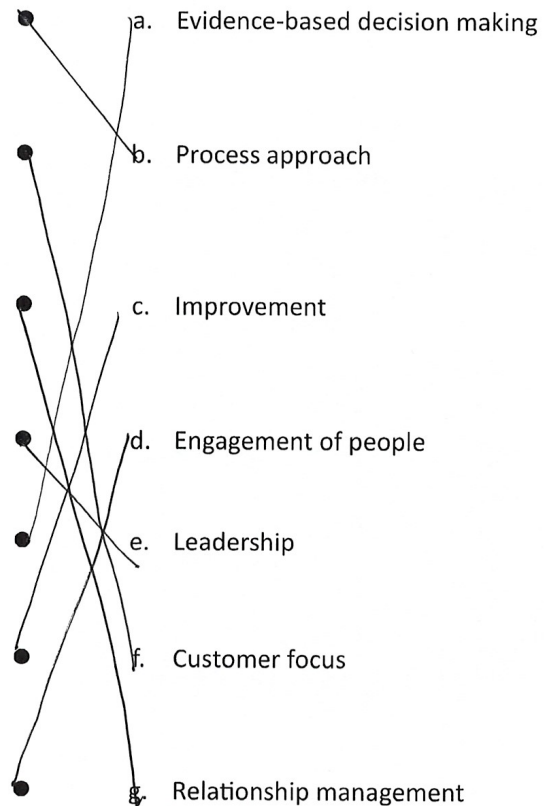 a. Evidence-based decision making
b. Process approach
c. Improvement
d. Engagement of people
e. Leadership
f. Customer focus
g. Relationship management